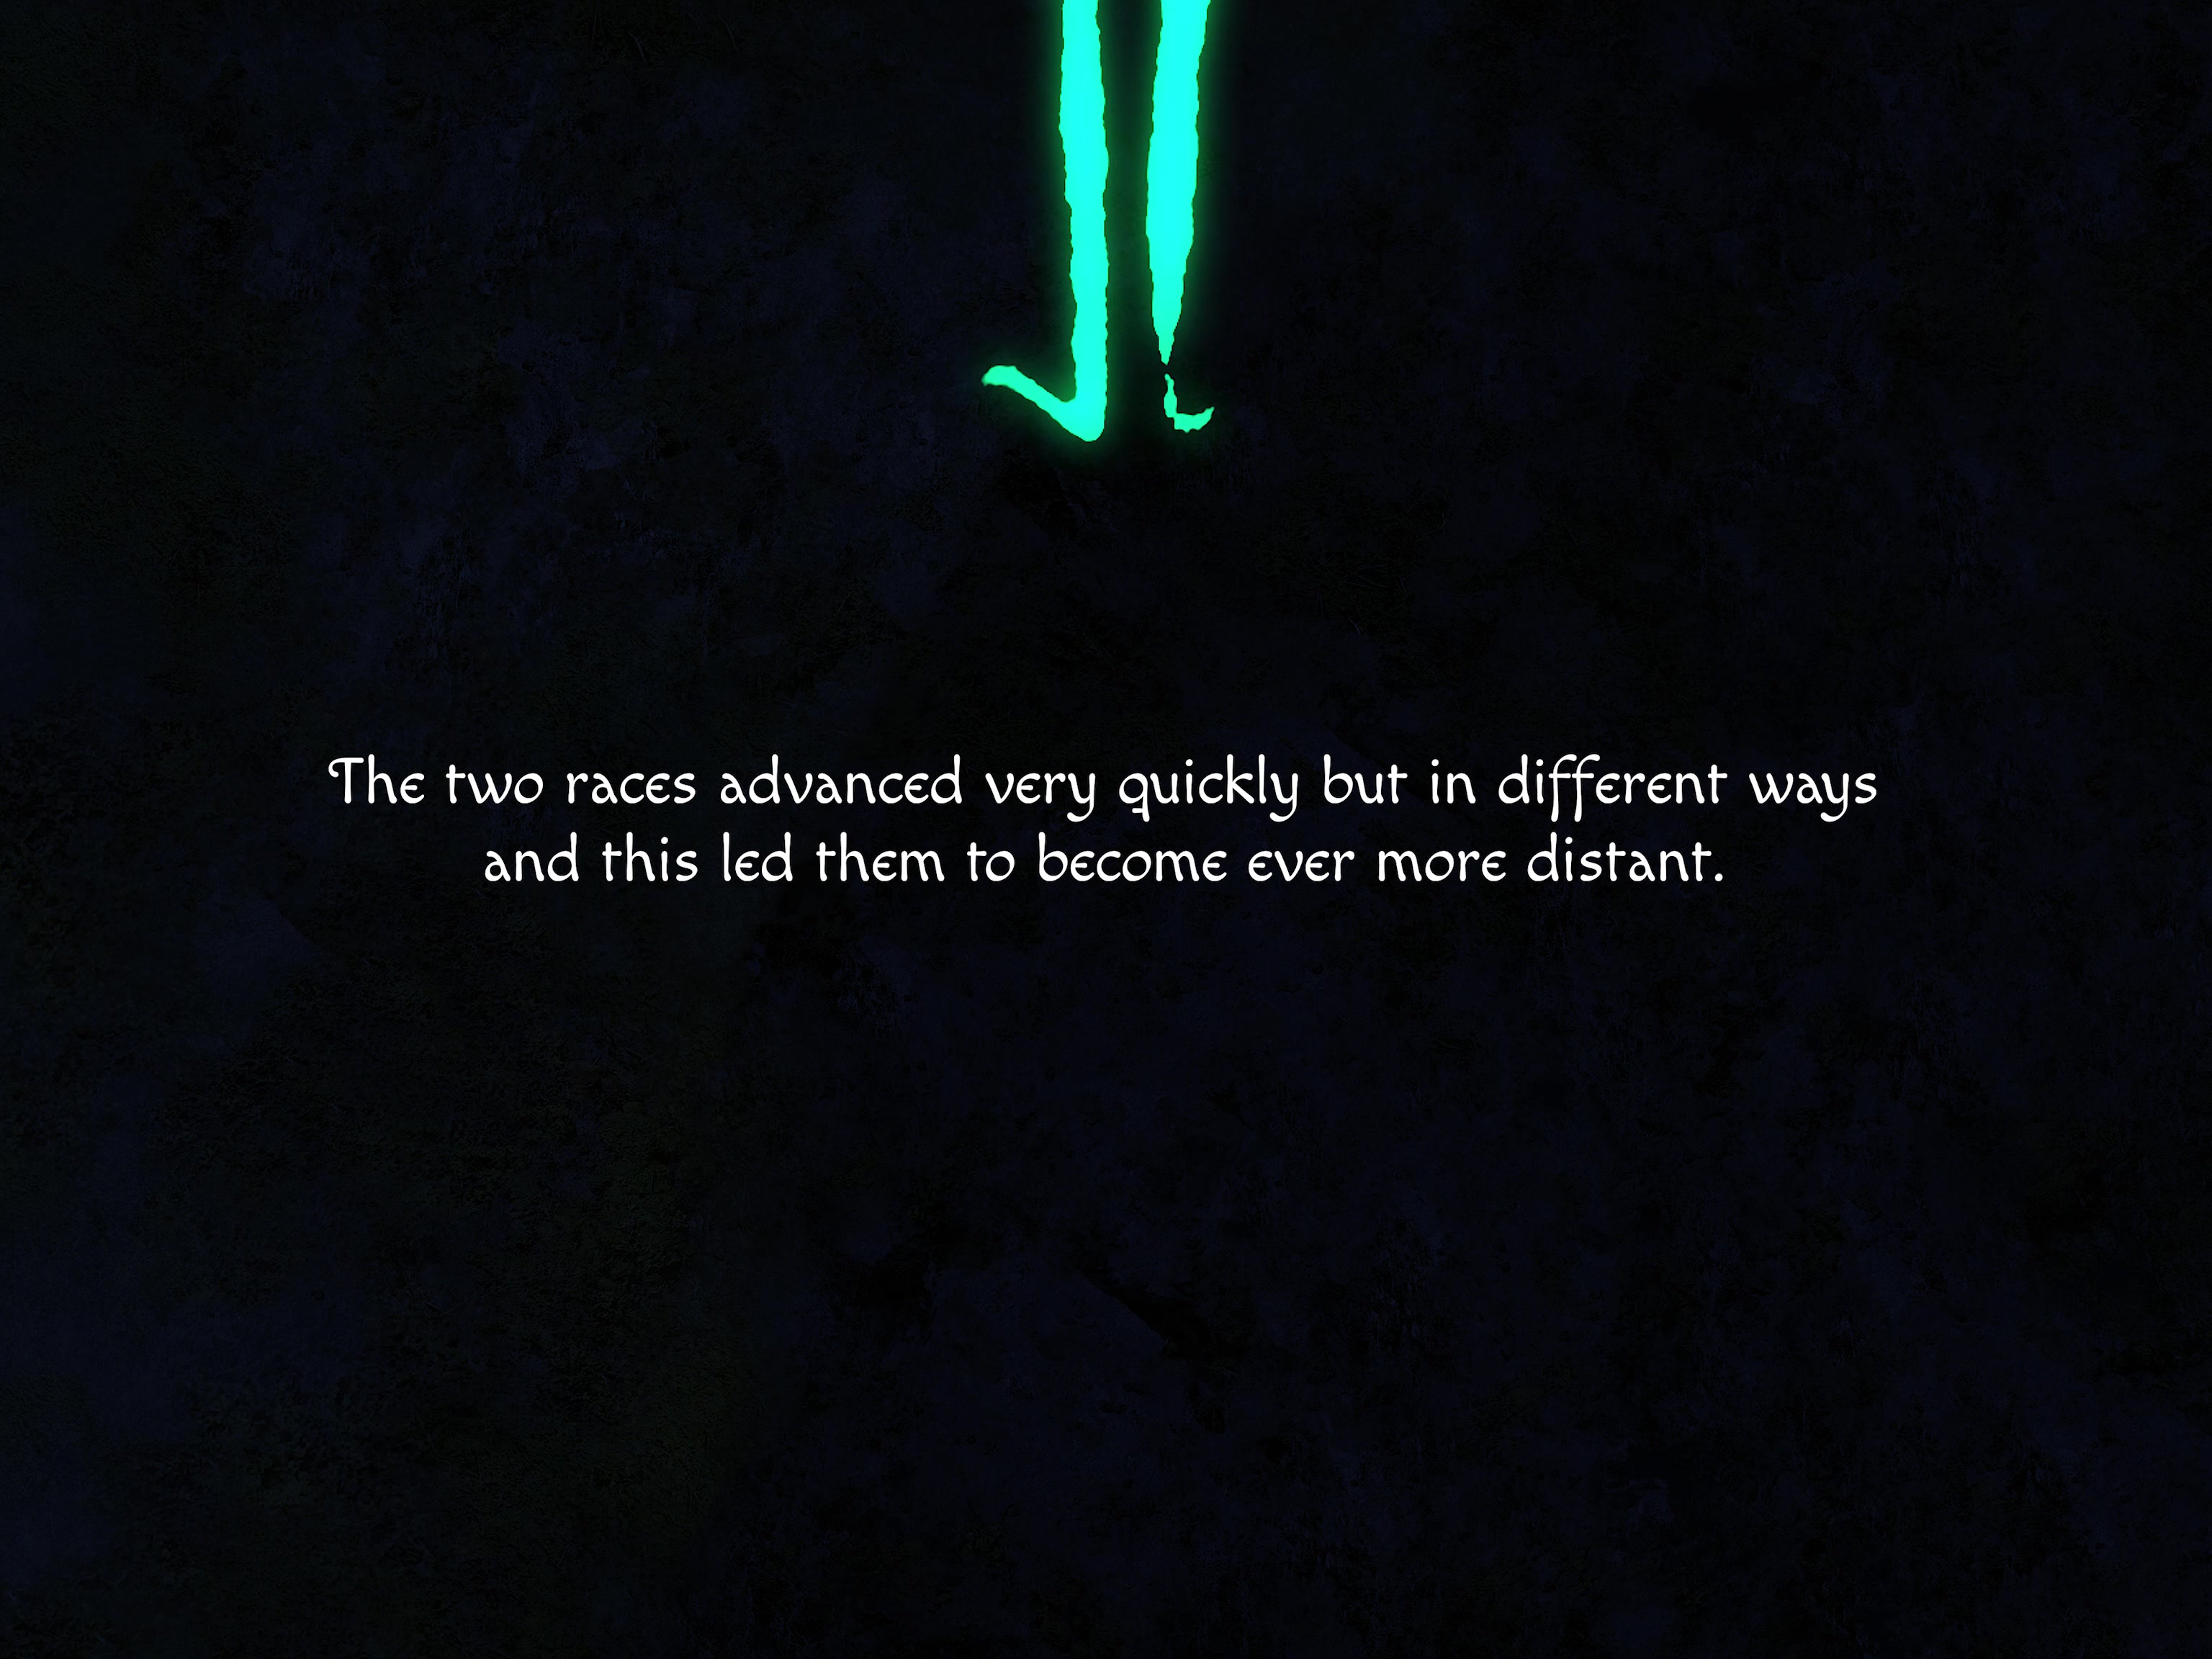 The two races advanced very quickly but in different ways
and this led them to become ever more distant.